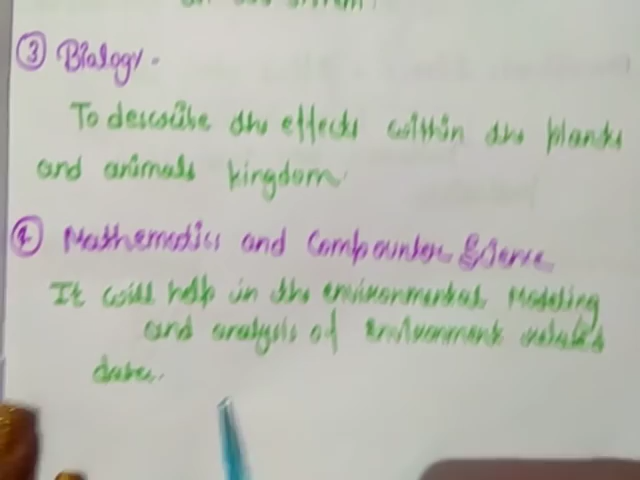 ③ Biology.
To describe the effects within the plants
and animals kingdom.
④ Mathematics and Compounter Science
It will help in the environmental Modeling
and analysis of Environment related
data.